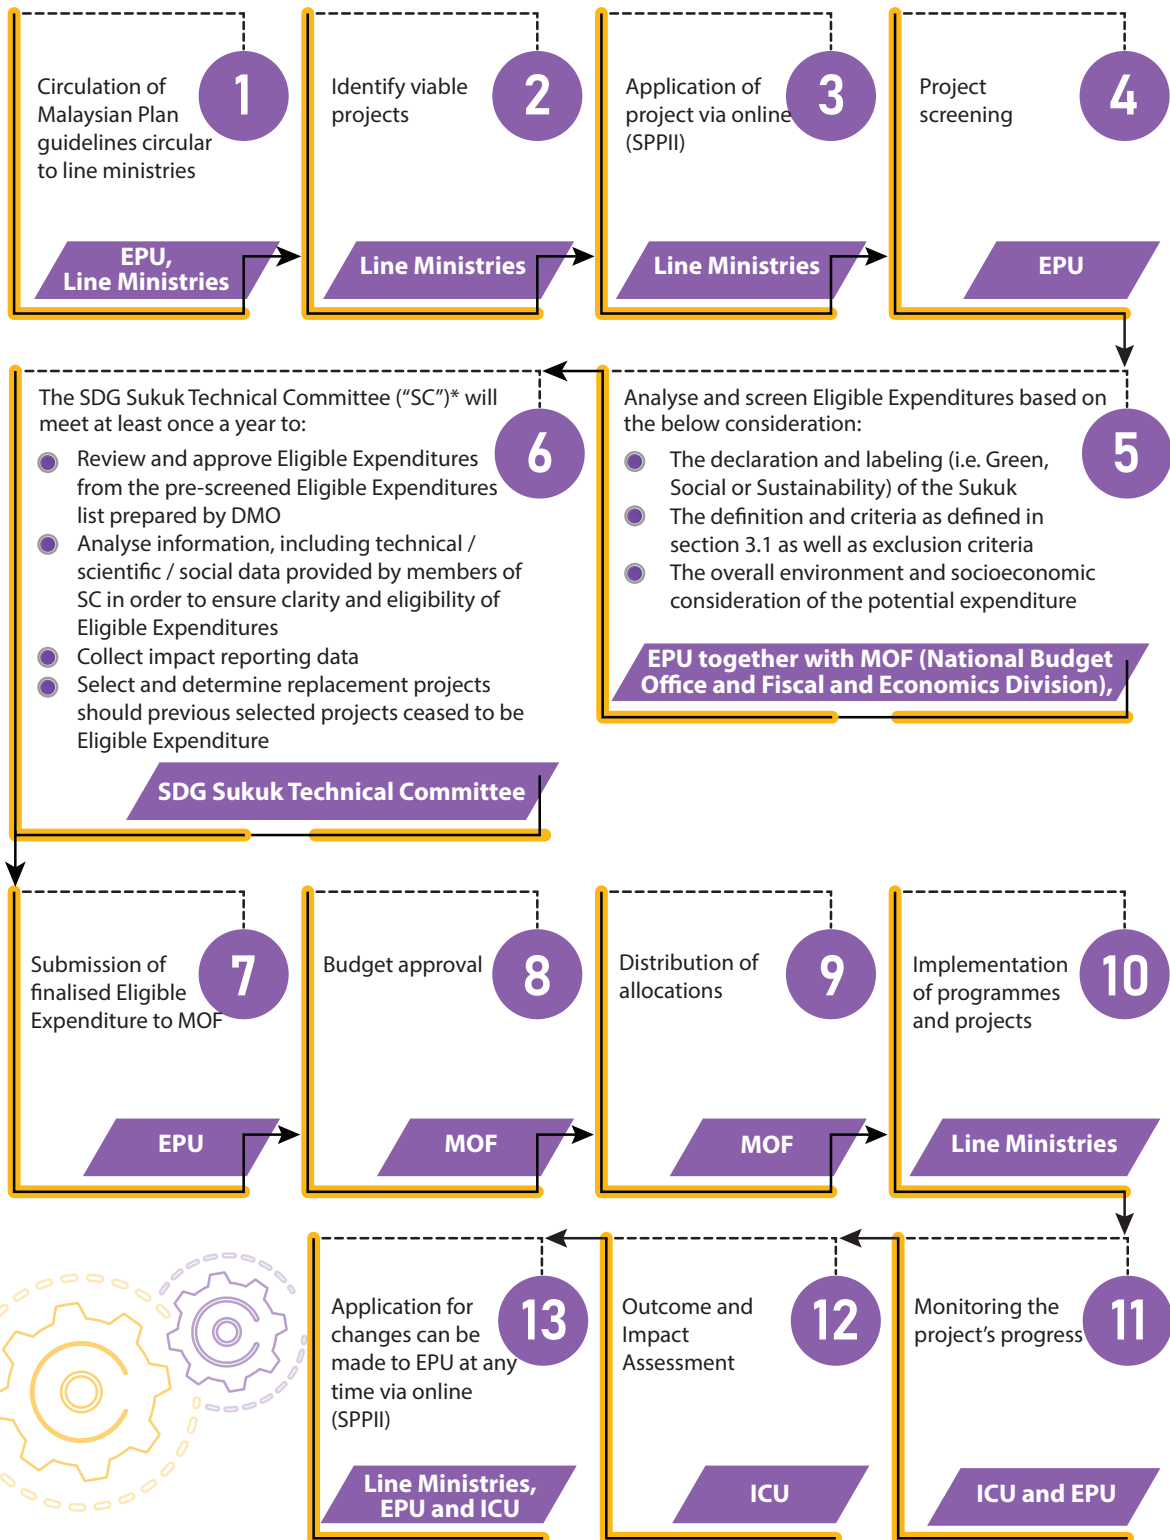 Circulation of
Malaysian Plan
guidelines circular
to line ministries
1
EPU,
Line Ministries
Identify viable
projects
2
Line Ministries
Application of
project via online
(SPPII)
3
Line Ministries
Project
screening
4
EPU
Analyse and screen Eligible Expenditures based on
the below consideration:
The declaration and labeling (i.e. Green,
Social or Sustainability) of the Sukuk
The definition and criteria as defined in
section 3.1 as well as exclusion criteria
The overall environment and socioeconomic
consideration of the potential expenditure
5
EPU together with MOF (National Budget
Office and Fiscal and Economics Division),
The SDG Sukuk Technical Committee (“SC”)* will
meet at least once a year to:
Review and approve Eligible Expenditures
from the pre-screened Eligible Expenditures
list prepared by DMO
Analyse information, including technical /
scientific / social data provided by members of
SC in order to ensure clarity and eligibility of
Eligible Expenditures
Collect impact reporting data
Select and determine replacement projects
should previous selected projects ceased to be
Eligible Expenditure
6
SDG Sukuk Technical Committee
Submission of
finalised Eligible
Expenditure to MOF
7
EPU
Budget approval
8
MOF
Distribution of
allocations
9
MOF
Implementation
of programmes
and projects
10
Line Ministries
Monitoring the
project’s progress
11
ICU and EPU
Outcome and
Impact
Assessment
12
ICU
Application for
changes can be
made to EPU at any
time via online
(SPPII)
13
Line Ministries,
EPU and ICU